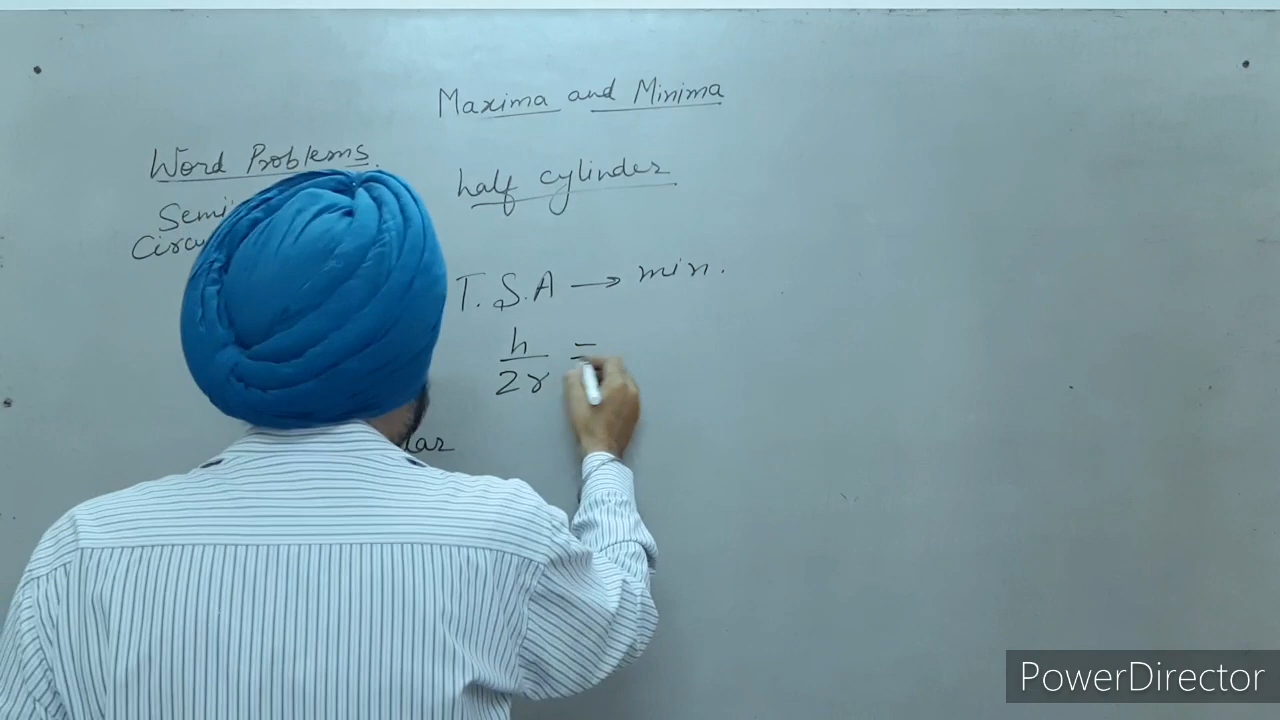 Maxima and Minima
Word Problems.
half cylinder
T.S.A → min.
h
2r
=
PowerDirector